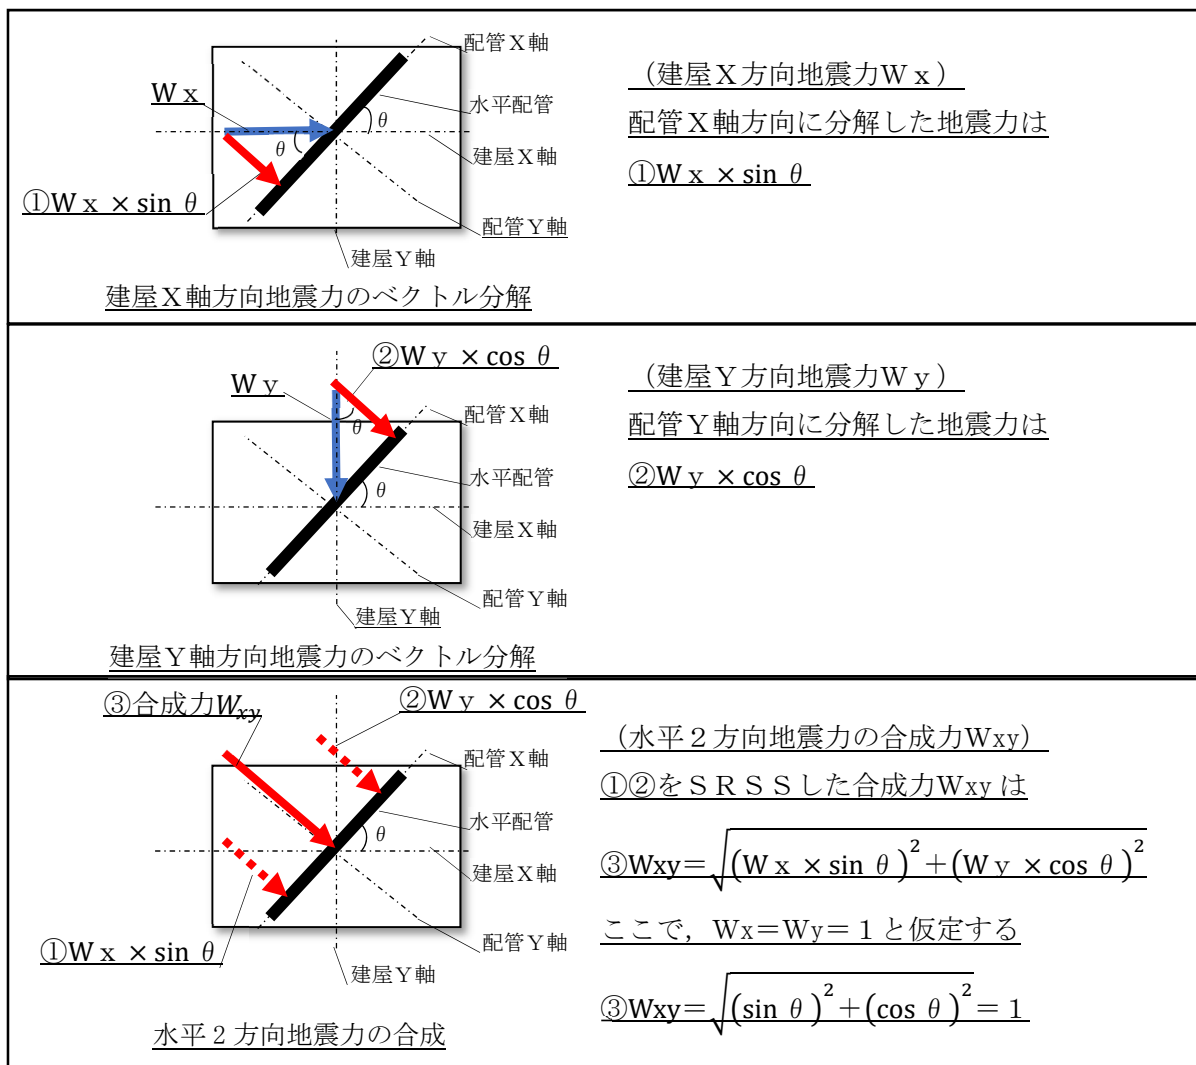 配管X軸
（建屋X方向地震力Wx）
Wx
水平配管
θ
配管X軸方向に分解した地震力は
θ
建屋X軸
①Wx×sin θ
①Wx×sin θ
配管Y軸
建屋Y軸
建屋X軸方向地震力のベクトル分解
②Wy×cos θ
（建屋Y方向地震力Wy）
Wy
配管X軸
θ
配管Y軸方向に分解した地震力は
水平配管
②Wy×cos θ
θ
建屋X軸
配管Y軸
建屋Y軸
建屋Y軸方向地震力のベクトル分解
③合成力Wxy
②Wy×cos θ
（水平２方向地震力の合成力Wxy）
配管X軸
①②をＳＲＳＳした合成力Wxyは
水平配管
θ
③Wxy＝√(Wx×sin θ)²＋(Wy×cos θ)²
建屋X軸
ここで，Wx＝Wy＝１と仮定する
配管Y軸
①Wx×sin θ
建屋Y軸
③Wxy＝√(sin θ)²＋(cos θ)²＝1
水平２方向地震力の合成